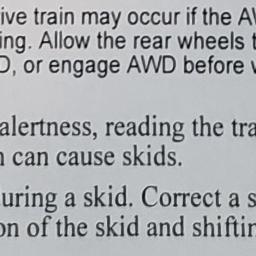 ive train may occur if the A
ing. Allow the rear wheels t
D, or engage AWD before
alertness, reading the tra
n can cause skids.
uring a skid. Correct a s
on of the skid and shiftin